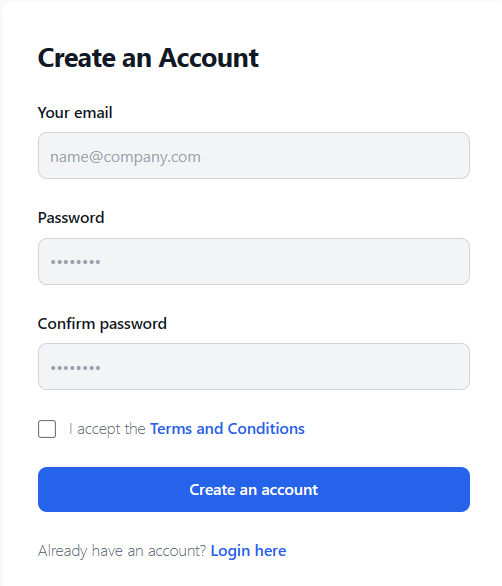 Create an Account
Your email
name@company.com
Password
••••••••
Confirm password
••••••••
I accept the Terms and Conditions
Create an account
Already have an account? Login here